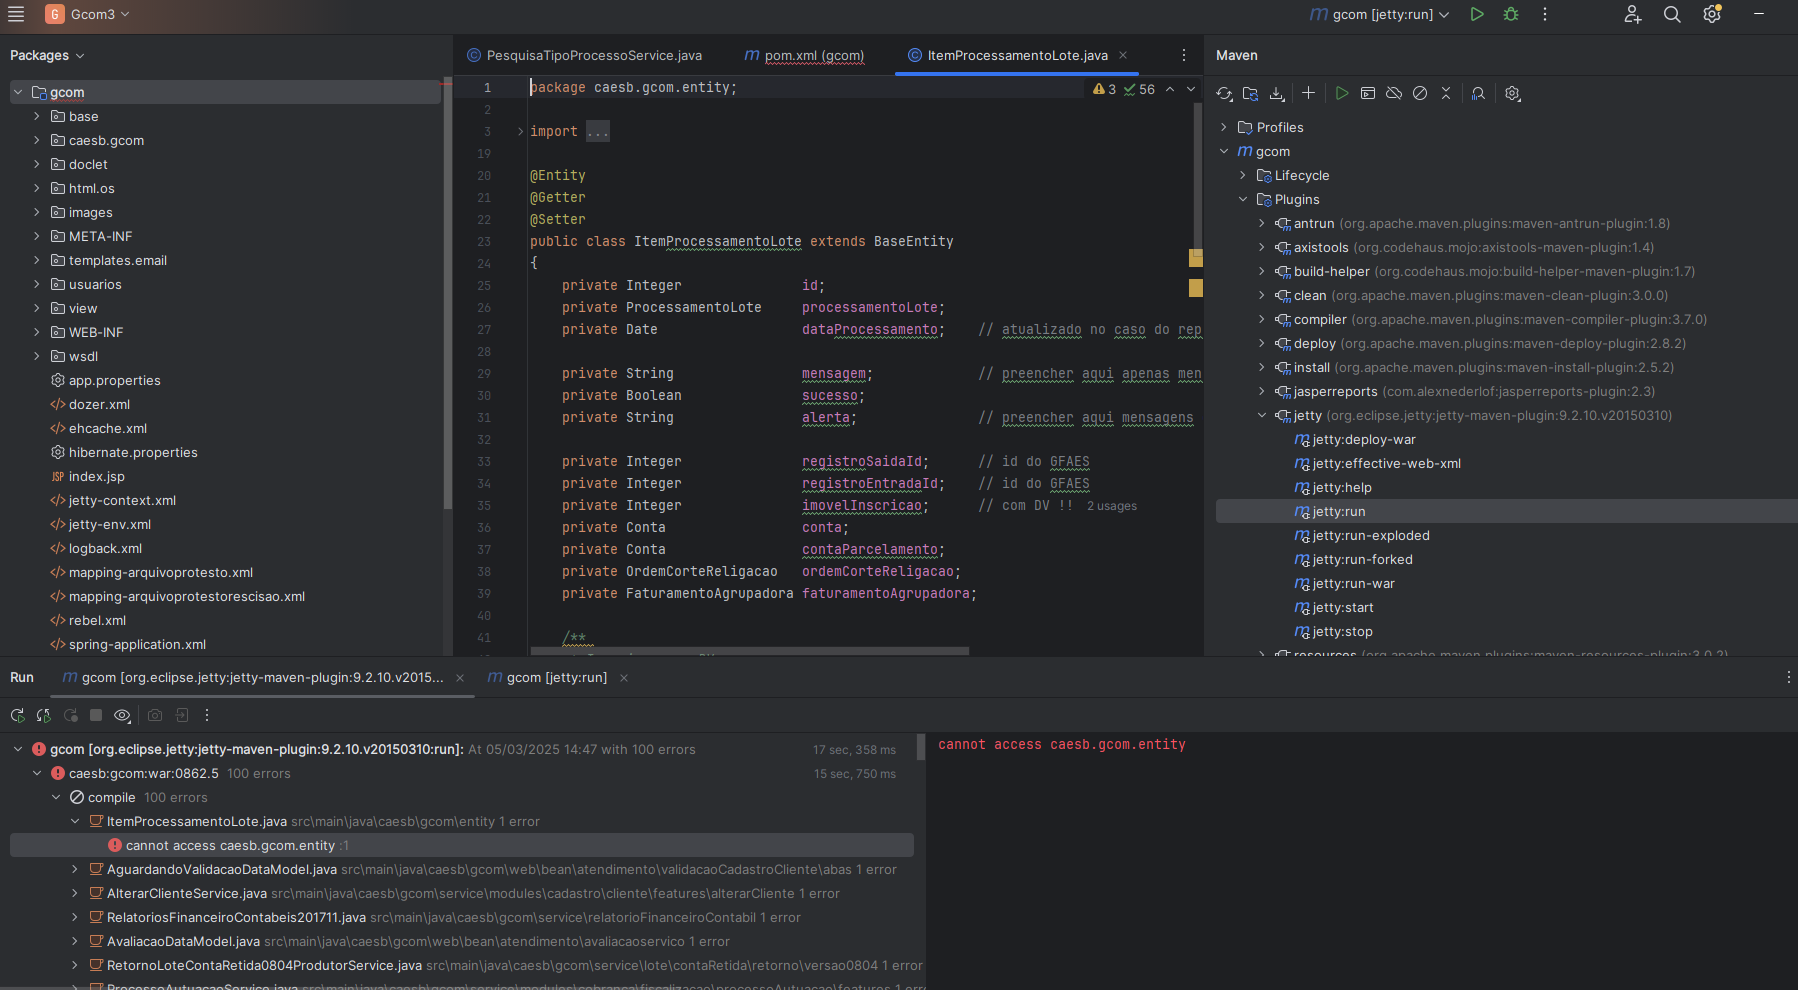 G Gcom3
gcom [jetty:run]
Packages
gcom
base
caesb.gcom
doclet
html.os
images
META-INF
templates.email
usuarios
view
WEB-INF
wsdl
app.properties
dozer.xml
ehcache.xml
hibernate.properties
JSP index.jsp
jetty-context.xml
jetty-env.xml
logback.xml
mapping-arquivoprotesto.xml
mapping-arquivoprotestorescisao.xml
rebel.xml
spring-application.xml
PesquisaTipoProcessoService.java
pom.xml (gcom)
ItemProcessamentoLote.java
3 56
1 package caesb.gcom.entity;
2
3 import ...
19
20 @Entity
21 @Getter
22 @Setter
23 public class ItemProcessamentoLote extends BaseEntity
24 {
25 private Integer id;
26 private ProcessamentoLote processamentoLote;
27 private Date dataProcessamento; // atualizado no caso do rep
28
29 private String mensagem; // preencher aqui apenas men
30 private Boolean sucesso;
31 private String alerta; // preencher aqui mensagens
32
33 private Integer registroSaidaId; // id do GFAES
34 private Integer registroEntradaId; // id do GFAES
35 private Integer imovelInscricao; // com DV !! 2 usages
36 private Conta conta;
37 private Conta contaParcelamento;
38 private OrdemCorteReligacao ordemCorteReligacao;
39 private FaturamentoAgrupadora faturamentoAgrupadora;
40
41 /**
Maven
Profiles
gcom
Lifecycle
Plugins
antrun (org.apache.maven.plugins:maven-antrun-plugin:1.8)
axistools (org.codehaus.mojo:axistools-maven-plugin:1.4)
build-helper (org.codehaus.mojo:build-helper-maven-plugin:1.7)
clean (org.apache.maven.plugins:maven-clean-plugin:3.0.0)
compiler (org.apache.maven.plugins:maven-compiler-plugin:3.7.0)
deploy (org.apache.maven.plugins:maven-deploy-plugin:2.8.2)
install (org.apache.maven.plugins:maven-install-plugin:2.5.2)
jasperreports (com.alexnederlof:jasperreports-plugin:2.3)
jetty (org.eclipse.jetty:jetty-maven-plugin:9.2.10.v20150310)
jetty:deploy-war
jetty:effective-web-xml
jetty:help
jetty:run
jetty:run-exploded
jetty:run-forked
jetty:run-war
jetty:start
jetty:stop
resources (org.apache.maven.plugins:maven-resources-plugin:3.0.2)
Run
gcom [org.eclipse.jetty:jetty-maven-plugin:9.2.10.v2015...
gcom [jetty:run]
gcom [org.eclipse.jetty:jetty-maven-plugin:9.2.10.v20150310:run]: At 05/03/2025 14:47 with 100 errors 17 sec, 358 ms
caesb:gcom:war:0862.5 100 errors 15 sec, 750 ms
compile 100 errors
ItemProcessamentoLote.java src\main\java\caesb\gcom\entity 1 error
cannot access caesb.gcom.entity :1
AguardandoValidacaoDataModel.java src\main\java\caesb\gcom\web\bean\atendimento\validacaoCadastroCliente\abas 1 error
AlterarClienteService.java src\main\java\caesb\gcom\service\modules\cadastro\cliente\features\alterarCliente 1 error
RelatoriosFinanceiroContabeis201711.java src\main\java\caesb\gcom\service\relatorioFinanceiroContabil 1 error
AvaliacaoDataModel.java src\main\java\caesb\gcom\web\bean\atendimento\avaliacaoservico 1 error
RetornoLoteContaRetida0804ProdutorService.java src\main\java\caesb\gcom\service\lote\contaRetida\retorno\versao0804 1 error
ProcessoAutuacaoService.java src\main\java\caesb\gcom\service\modules\cobranca\fiscalizacao\processoAutuacao\features 1 erro
cannot access caesb.gcom.entity